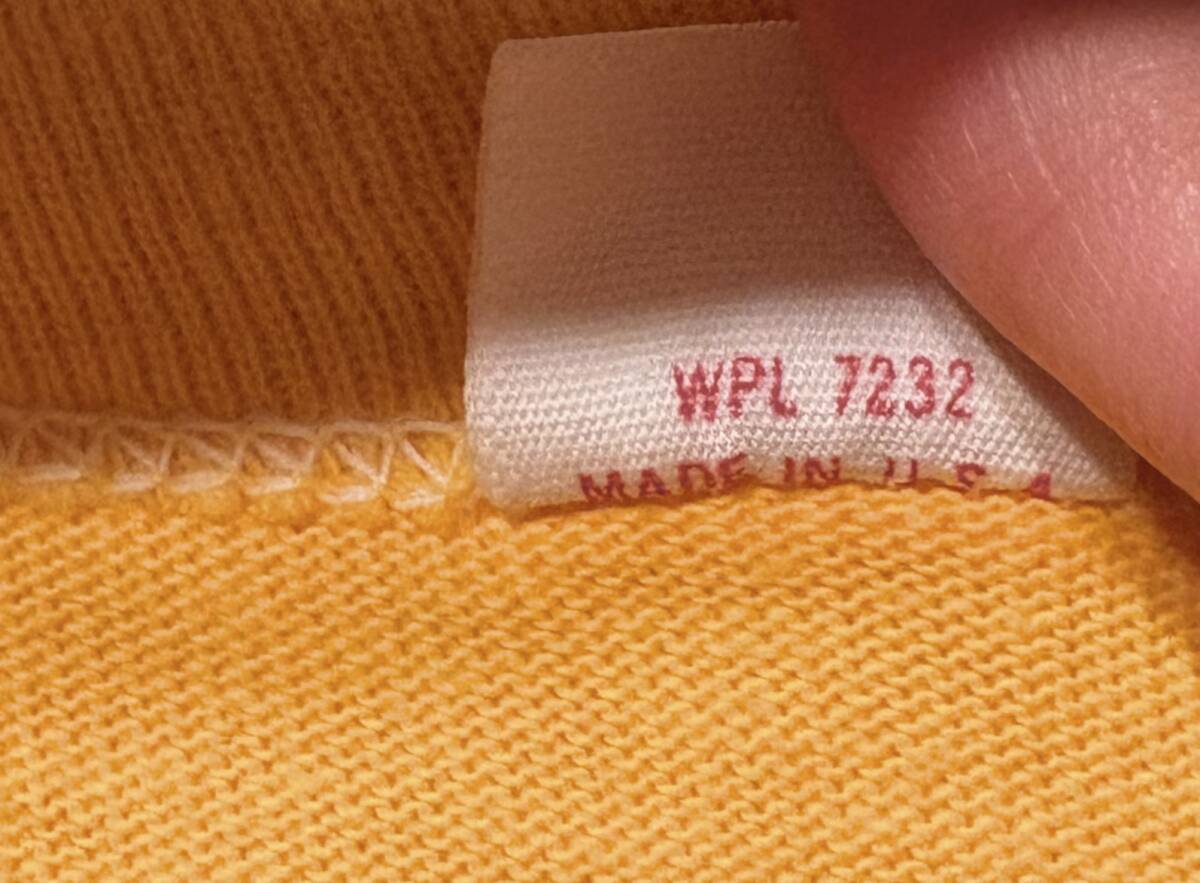 WPL 7232
MADE IN U S A